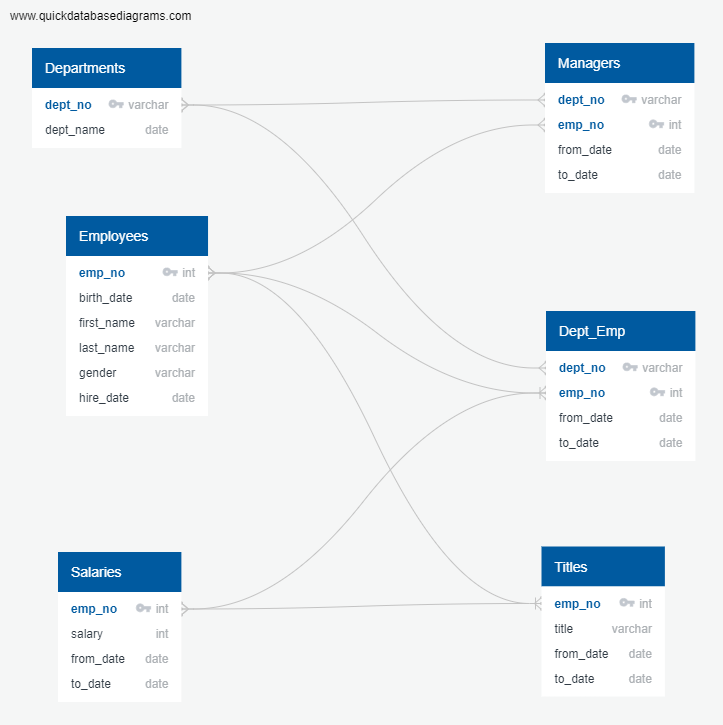 www.quickdatabasediagrams.com
Departments
dept_no varchar
dept_name date
Managers
dept_no varchar
emp_no int
from_date date
to_date date
Employees
emp_no int
birth_date date
first_name varchar
last_name varchar
gender varchar
hire_date date
Dept_Emp
dept_no varchar
emp_no int
from_date date
to_date date
Salaries
emp_no int
salary int
from_date date
to_date date
Titles
emp_no int
title varchar
from_date date
to_date date